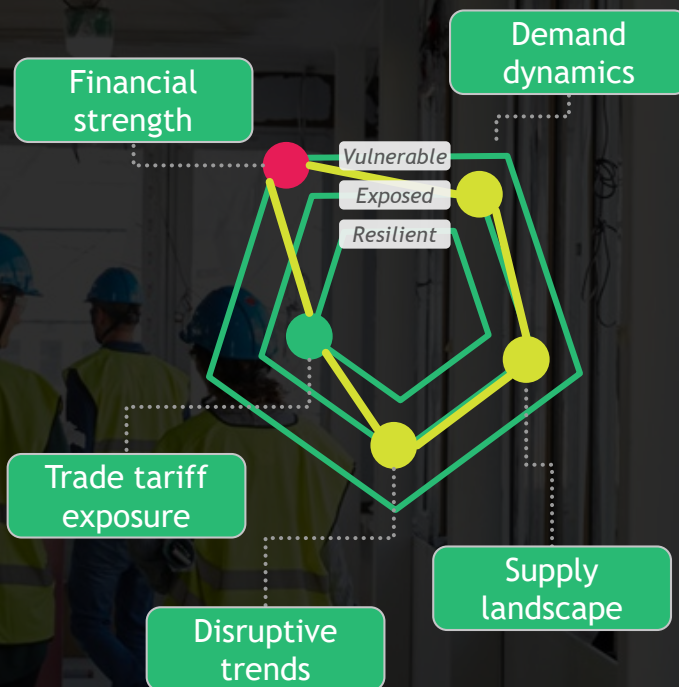 Demand
dynamics
Financial
strength
Vulnerable
Exposed
Resilient
Trade tariff
exposure
Supply
landscape
Disruptive
trends